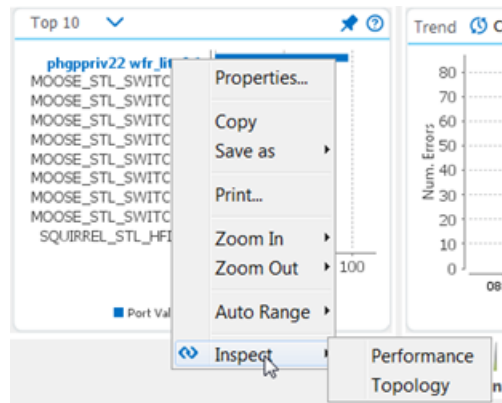 Top 10
phgppriv22 wfr_lit
MOOSE_STL_SWITC
MOOSE_STL_SWITC
MOOSE_STL_SWITC
MOOSE_STL_SWITC
MOOSE_STL_SWITC
MOOSE_STL_SWITC
MOOSE_STL_SWITC
MOOSE_STL_SWITC
SQUIRREL_STL_HFI
100
Port Val
Properties...
Copy
Save as
Print...
Zoom In
Zoom Out
Auto Range
Inspect
Performance
Topology
Trend
Num. Errors
80
70
60
50
40
30
20
10
0
08